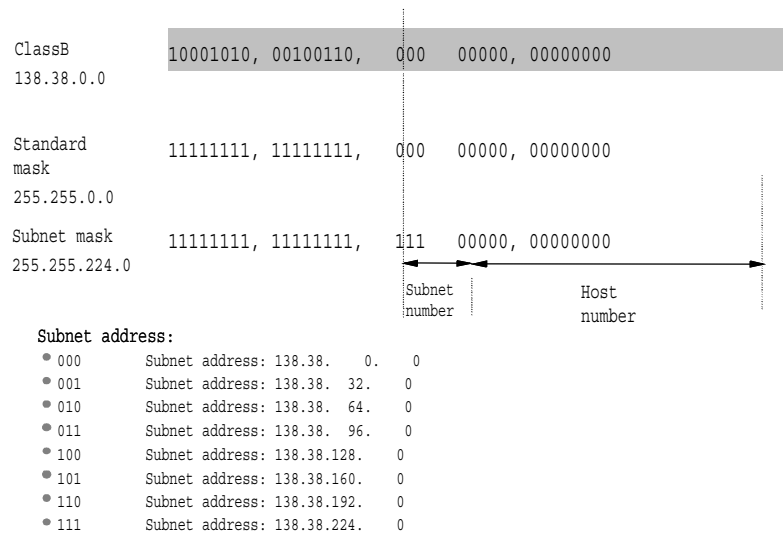 ClassB 10001010, 00100110, 000 00000, 00000000
138.38.0.0
Standard mask 11111111, 11111111, 000 00000, 00000000
255.255.0.0
Subnet mask 11111111, 11111111, 111 00000, 00000000
255.255.224.0
Subnet number
Host number
Subnet address:
000 Subnet address: 138.38. 0. 0
001 Subnet address: 138.38. 32. 0
010 Subnet address: 138.38. 64. 0
011 Subnet address: 138.38. 96. 0
100 Subnet address: 138.38.128. 0
101 Subnet address: 138.38.160. 0
110 Subnet address: 138.38.192. 0
111 Subnet address: 138.38.224. 0